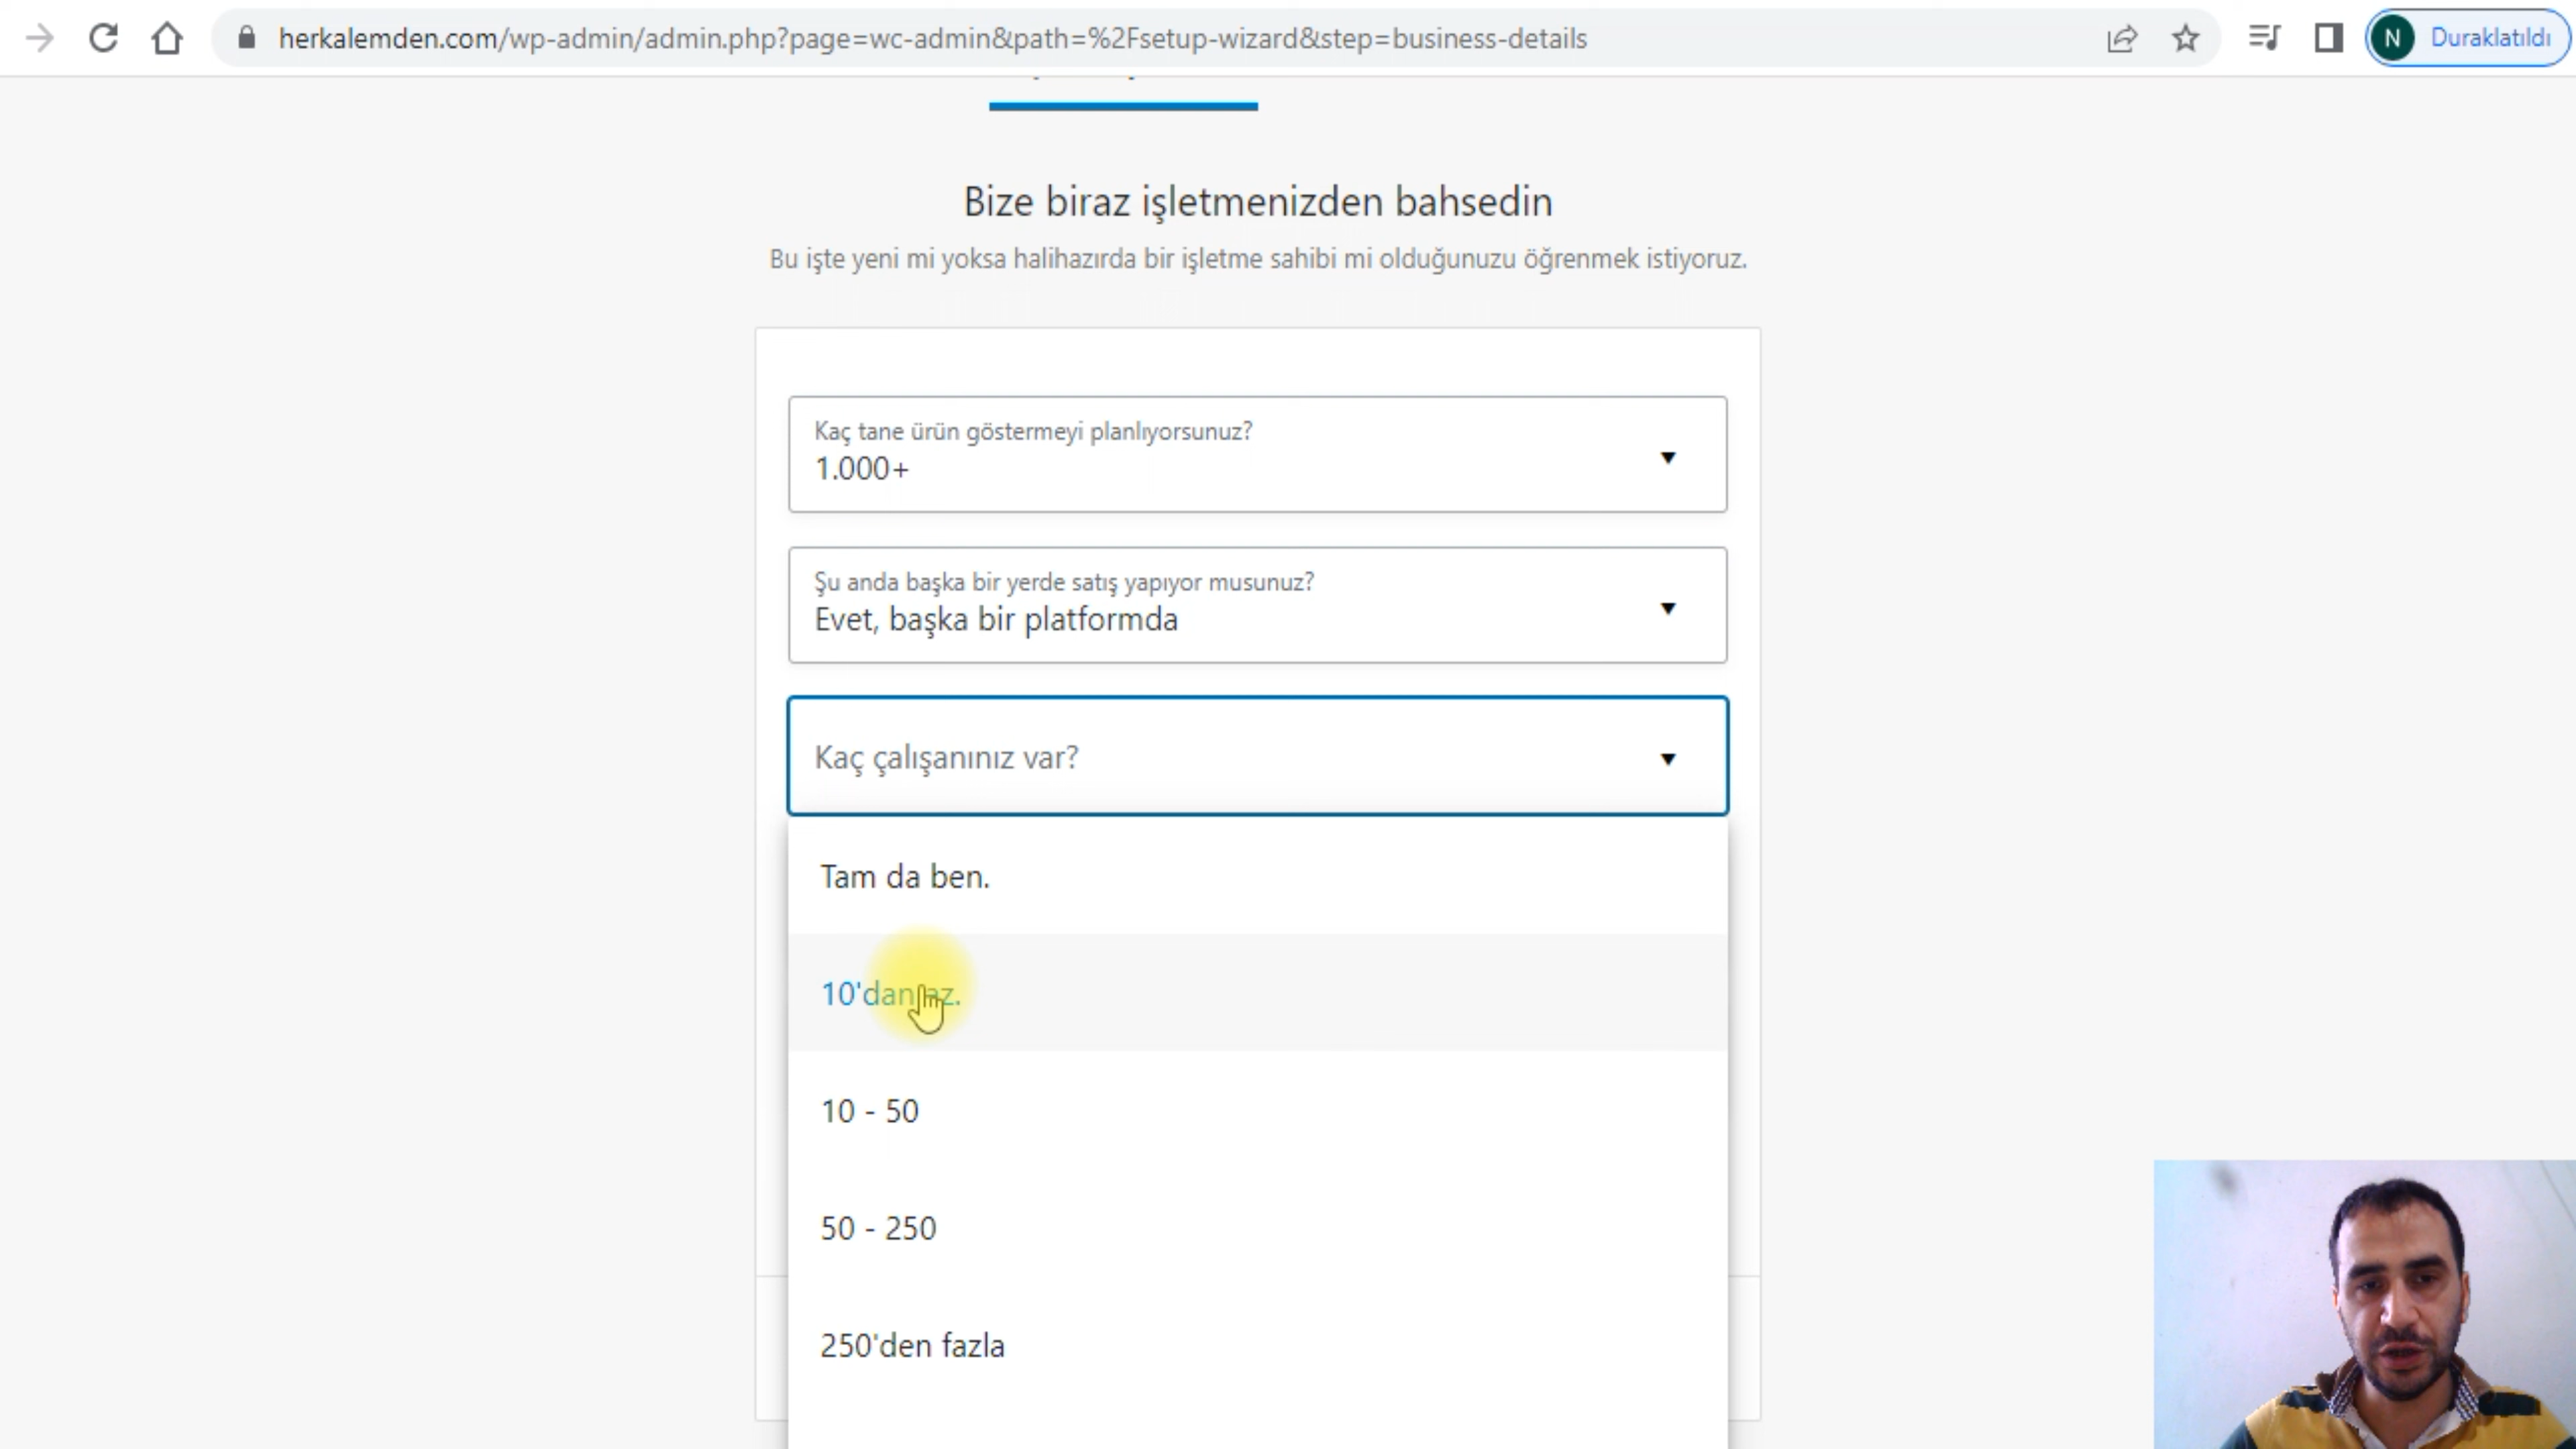 herkalemden.com/wp-admin/admin.php?page=wc-admin&path=%2Fsetup-wizard&step=business-details
N Duraklatıldı
Bize biraz işletmenizden bahsedin
Bu işte yeni mi yoksa halihazırda bir işletme sahibi mi olduğunuzu öğrenmek istiyoruz.
Kaç tane ürün göstermeyi planlıyorsunuz?
1.000+
Şu anda başka bir yerde satış yapıyor musunuz?
Evet, başka bir platformda
Kaç çalışanınız var?
Tam da ben.
10'dan az.
10 - 50
50 - 250
250'den fazla